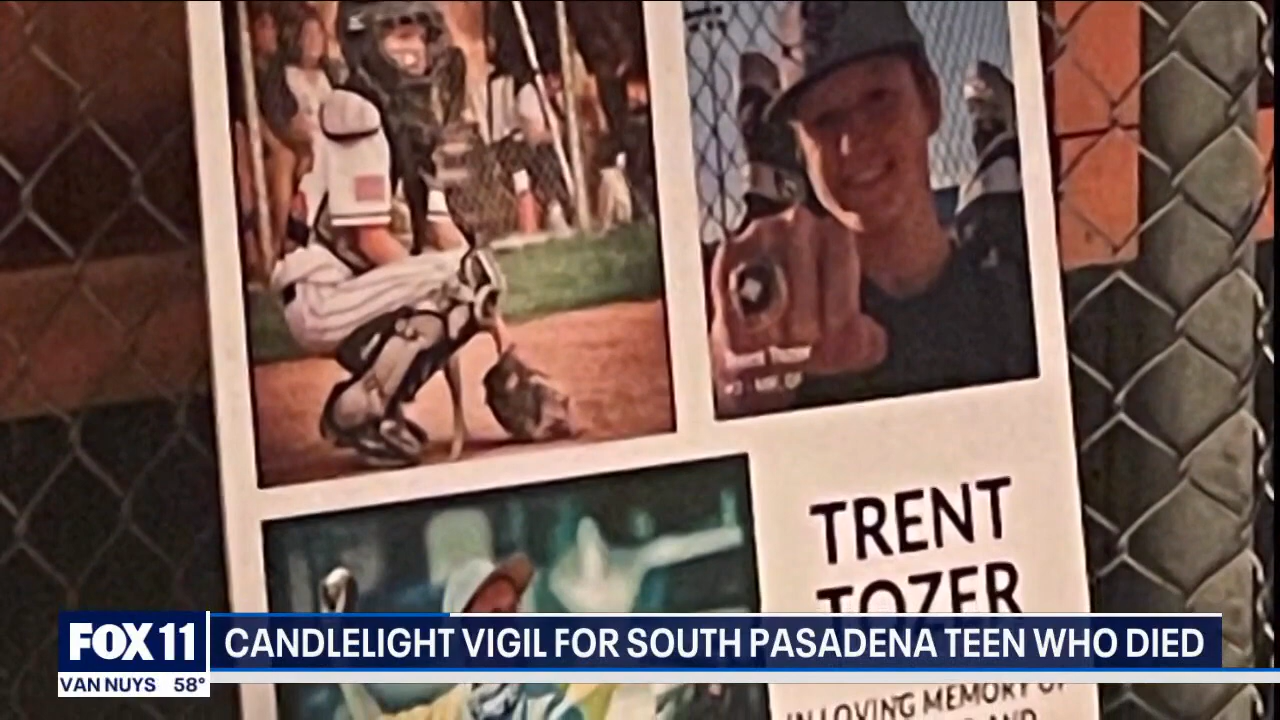 TRENT
TOZER
IN LOVING MEMORY OF
AND
FOX 11
CANDLELIGHT VIGIL FOR SOUTH PASADENA TEEN WHO DIED
VAN NUYS 58°